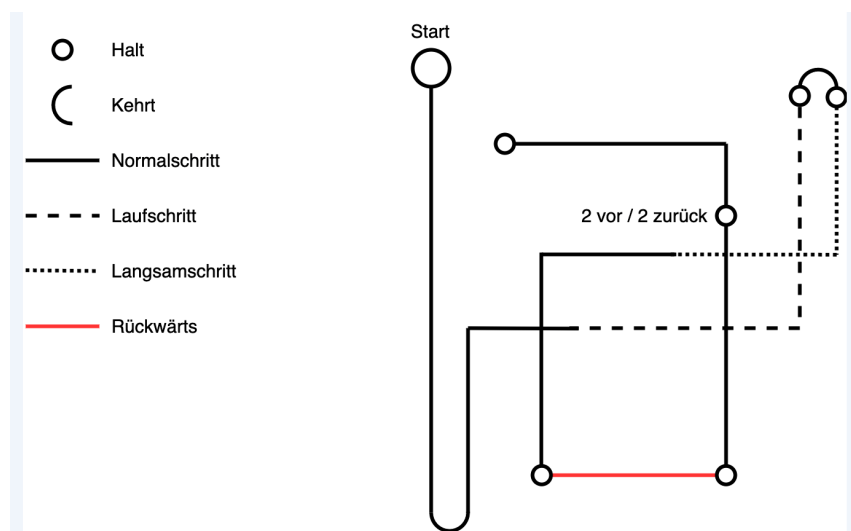 Start
Halt
Kehrt
Normalschritt
2 vor / 2 zurück
Laufschritt
Langsamschritt
Rückwärts